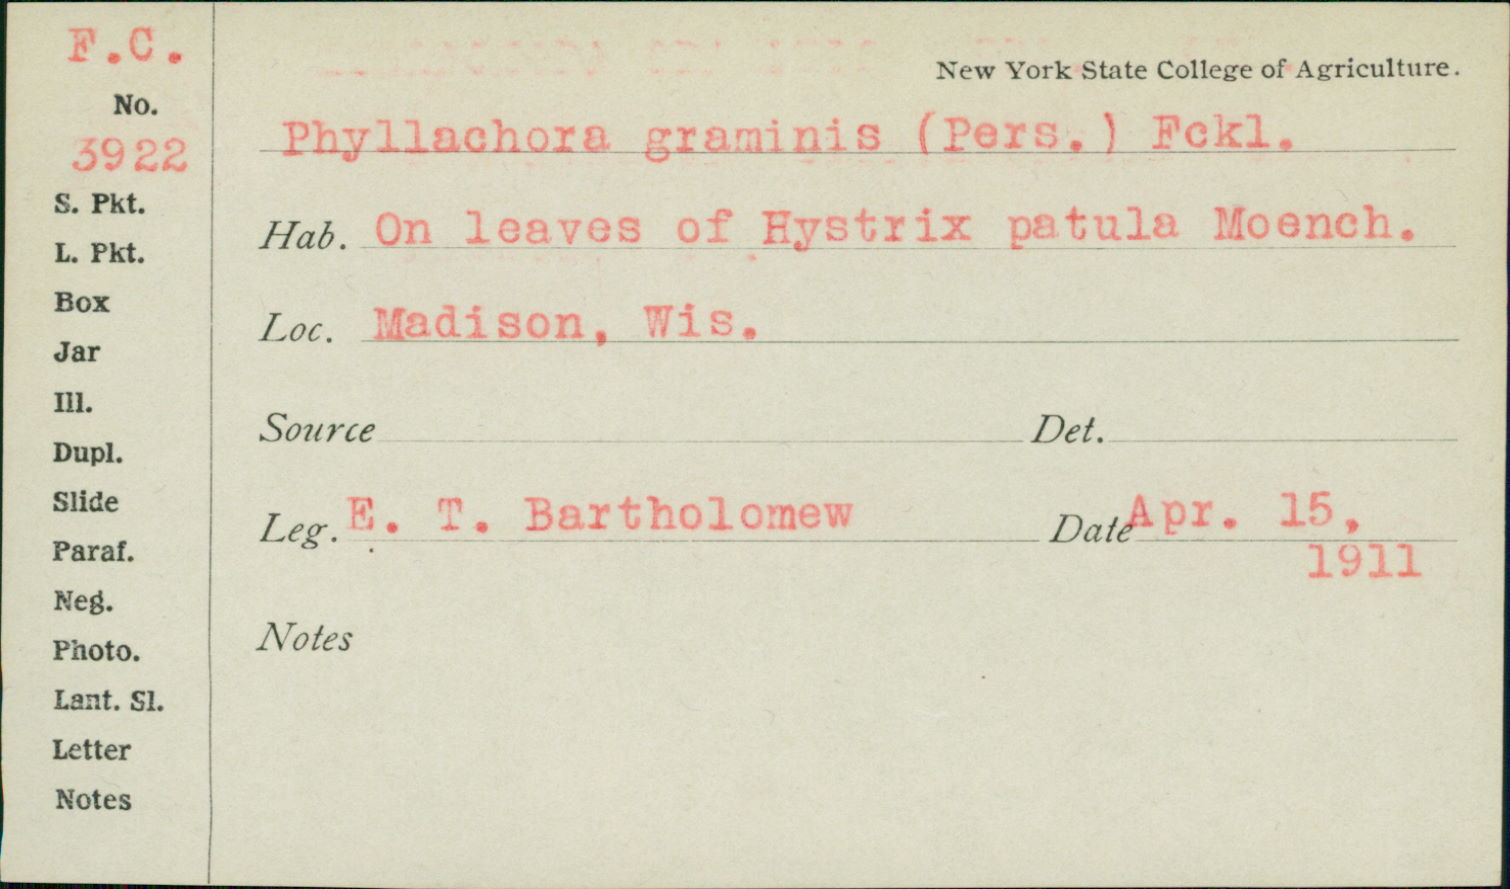 F.C.
No.
3922
S. Pkt.
L. Pkt.
Box
Jar
Ill.
Dupl.
Slide
Paraf.
Neg.
Photo.
Lant. Sl.
Letter
Notes
New York State College of Agriculture.
Phyllachora graminis (Pers.) Fckl.
Hab. On leaves of Hystrix patula Moench.
Loc. Madison, Wis.
Source Det.
Leg. E. T. Bartholomew Date Apr. 15,
1911
Notes